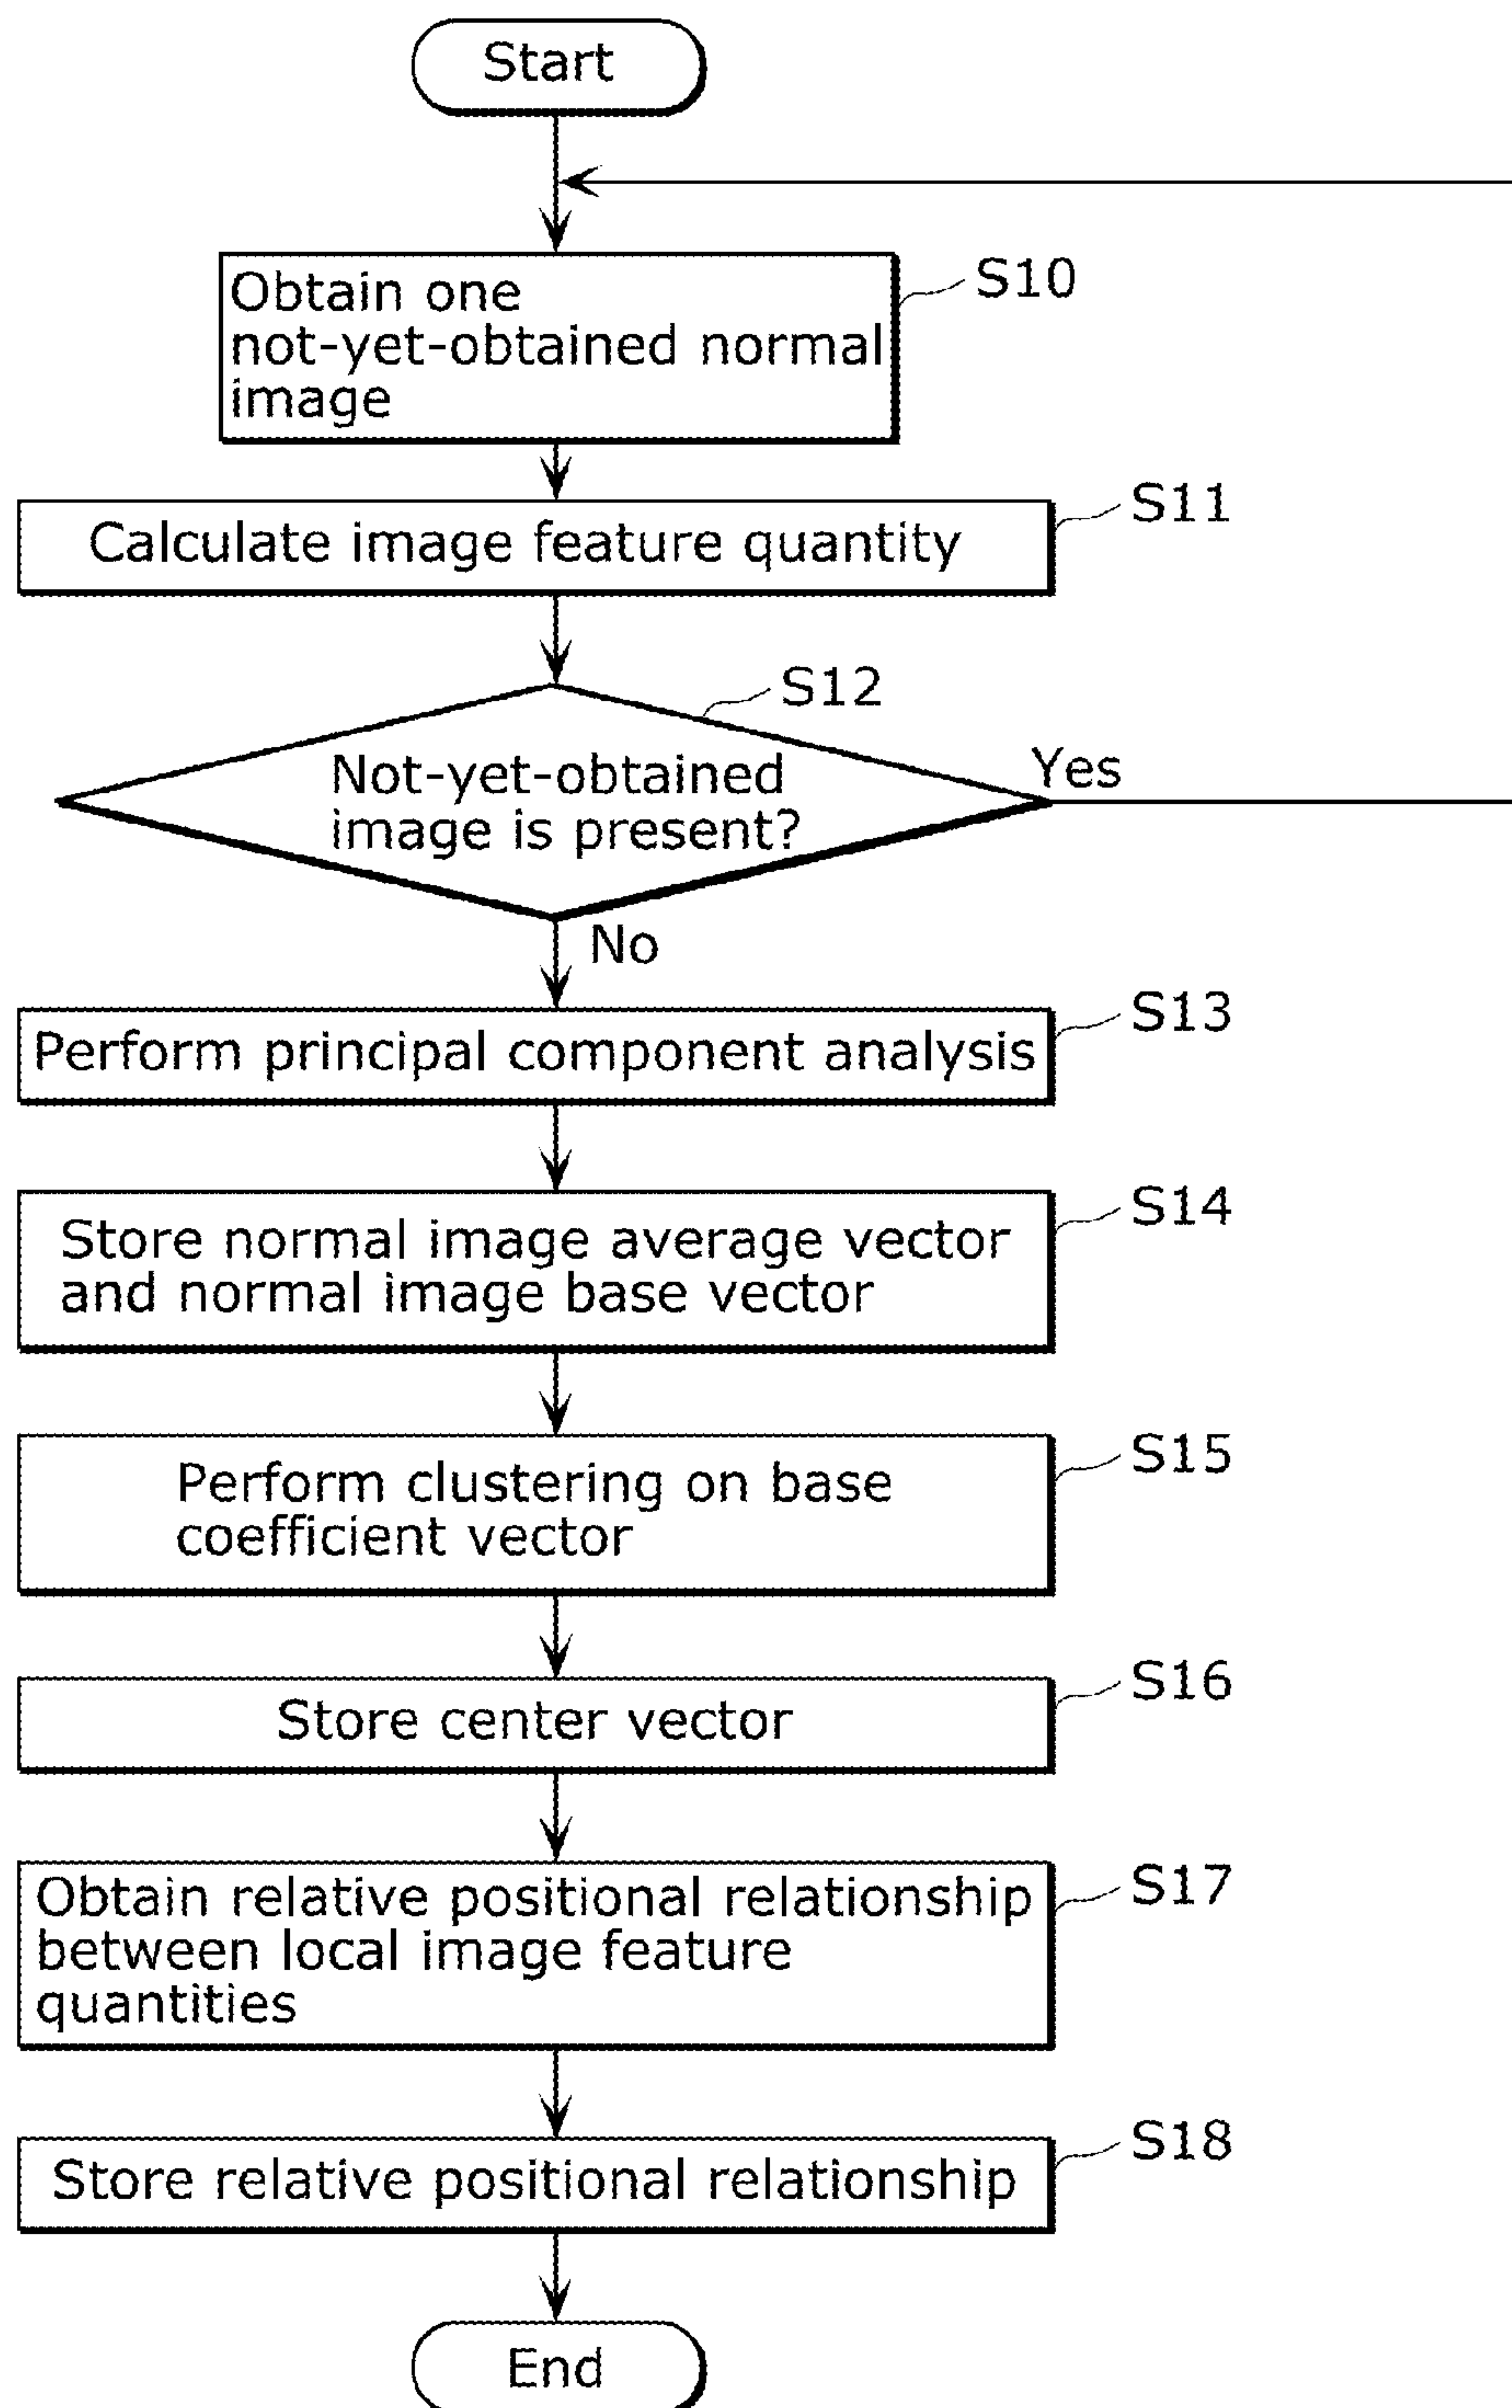 Start
Obtain one
not-yet-obtained normal
image
S10
Calculate image feature quantity
S11
S12
Not-yet-obtained
image is present?
Yes
No
Perform principal component analysis
S13
Store normal image average vector
and normal image base vector
S14
Perform clustering on base
coefficient vector
S15
Store center vector
S16
Obtain relative positional relationship
between local image feature
quantities
S17
Store relative positional relationship
S18
End